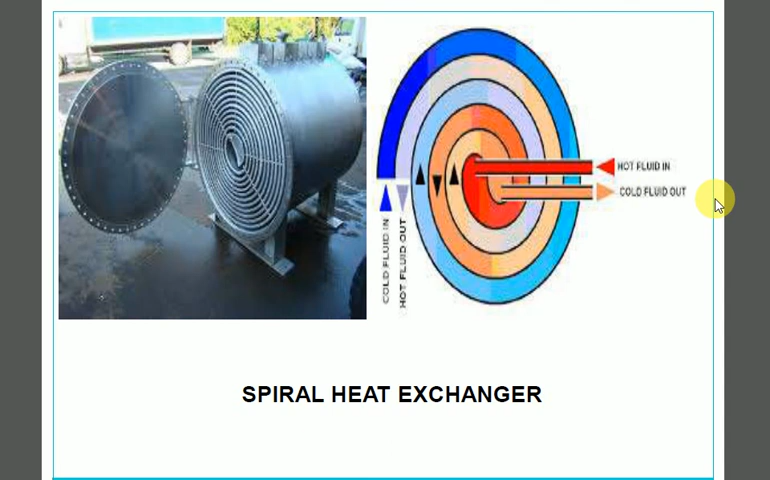 HOT FLUID IN
COLD FLUID OUT
COLD FLUID IN
HOT FLUID OUT
SPIRAL HEAT EXCHANGER